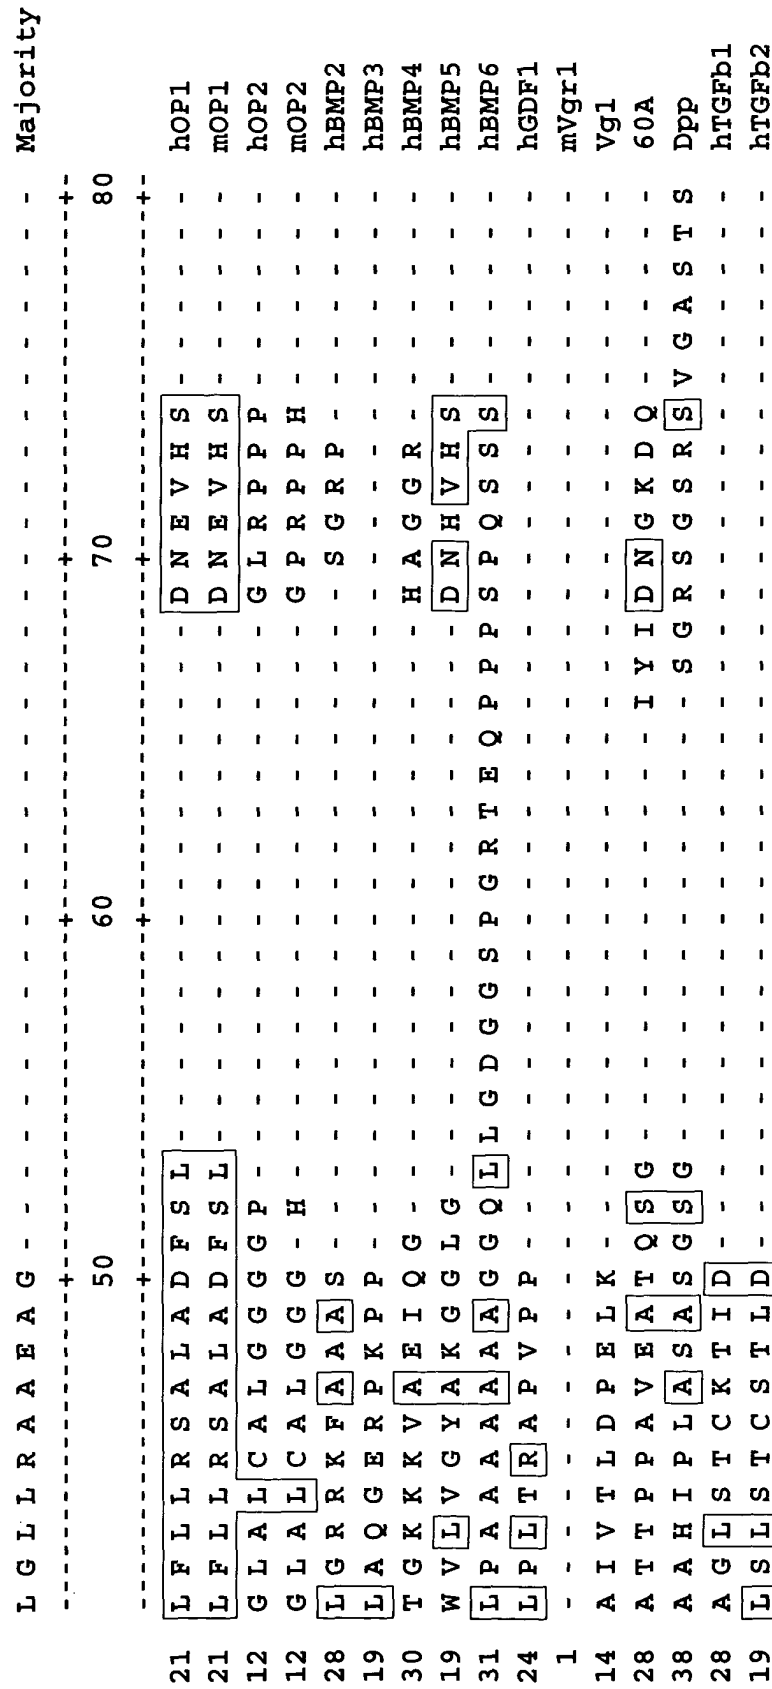 L G L L R A A E A G - - - - - - - - - - - - - - - - - - - - - - - - - - - - - - Majority
50 60 70 80
21 L F L L R S A L A D F S L - - - - - - - - - - - - - - - D N E V H S - - - - - - hOP1
21 L F L L R S A L A D F S L - - - - - - - - - - - - - - - D N E V H S - - - - - - mOP1
12 G L A L C A L G G G G P - - - - - - - - - - - - - - - - G L R P P P - - - - - - hOP2
12 G L A L C A L G G G - H - - - - - - - - - - - - - - - - G P R P P H - - - - - - mOP2
28 L G R R K F A A A S - - - - - - - - - - - - - - - - - - - S G R P - - - - - - - hBMP2
19 L A Q G E R P K P P - - - - - - - - - - - - - - - - - - - - - - - - - - - - - - hBMP3
30 T G K K K V A E I Q G - - - - - - - - - - - - - - - - - H A G G R - - - - - - - hBMP4
19 W V L V G Y A K G G L G - - - - - - - - - - - - - - - - D N H V H S - - - - - - hBMP5
31 L P A A A A A A A G G Q L L G D G G S P G R T E Q P P P S P Q S S S - - - - - - hBMP6
24 L P L T R A P V P P - - - - - - - - - - - - - - - - - - - - - - - - - - - - - - hGDF1
1 - - - - - - - - - - - - - - - - - - - - - - - - - - - - - - - - - - - - - - - - mVgr1
14 A I V T L D P E L K - - - - - - - - - - - - - - - - - - - - - - - - - - - - - - Vg1
28 A T T P P A V E A T Q S G - - - - - - - - - - - - I Y I D N G K D Q - - - - - - 60A
38 A A H I P L A S A S G S G - - - - - - - - - - - - - S G R S G S R S V G A S T S Dpp
28 A G L S T C K T I D - - - - - - - - - - - - - - - - - - - - - - - - - - - - - - hTGFb1
19 L S L S T C S T L D - - - - - - - - - - - - - - - - - - - - - - - - - - - - - - hTGFb2